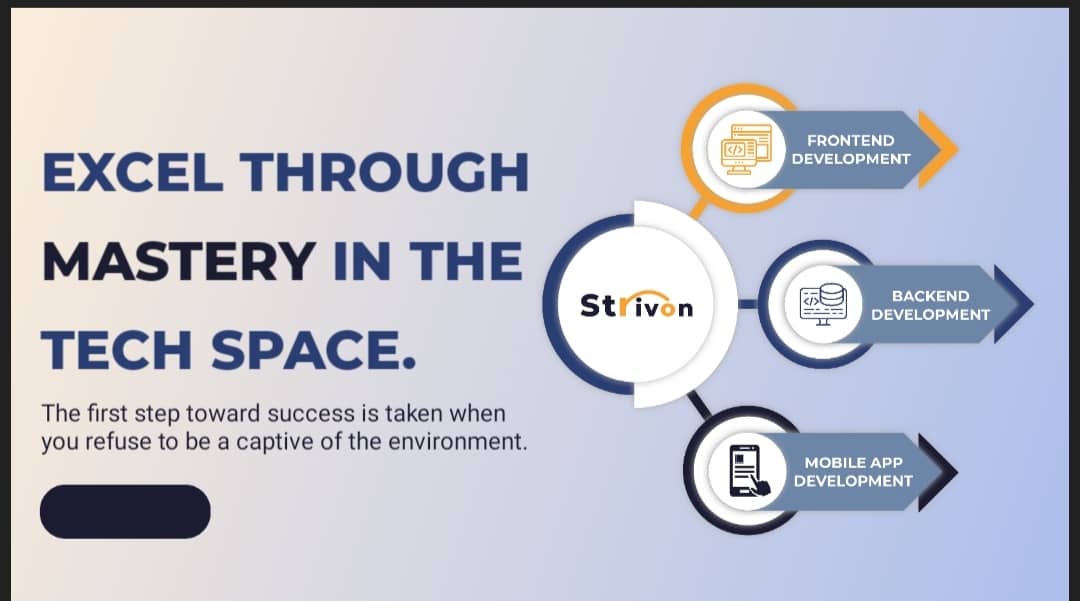 EXCEL THROUGH
MASTERY IN THE
TECH SPACE.
The first step toward success is taken when
you refuse to be a captive of the environment.
Strivon
FRONTEND
DEVELOPMENT
BACKEND
DEVELOPMENT
MOBILE APP
DEVELOPMENT